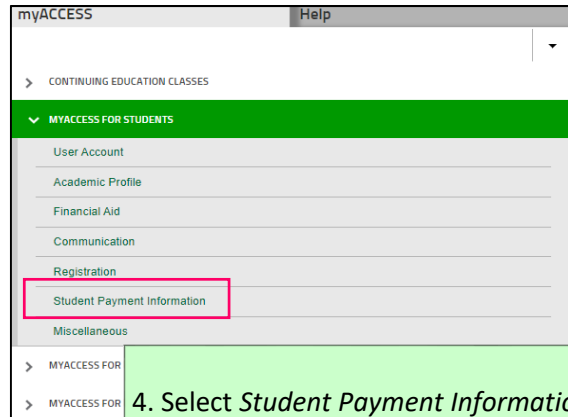 myACCESS Help
CONTINUING EDUCATION CLASSES
MYACCESS FOR STUDENTS
User Account
Academic Profile
Financial Aid
Communication
Registration
Student Payment Information
Miscellaneous
MYACCESS FOR
MYACCESS FOR
4. Select Student Payment Informatio